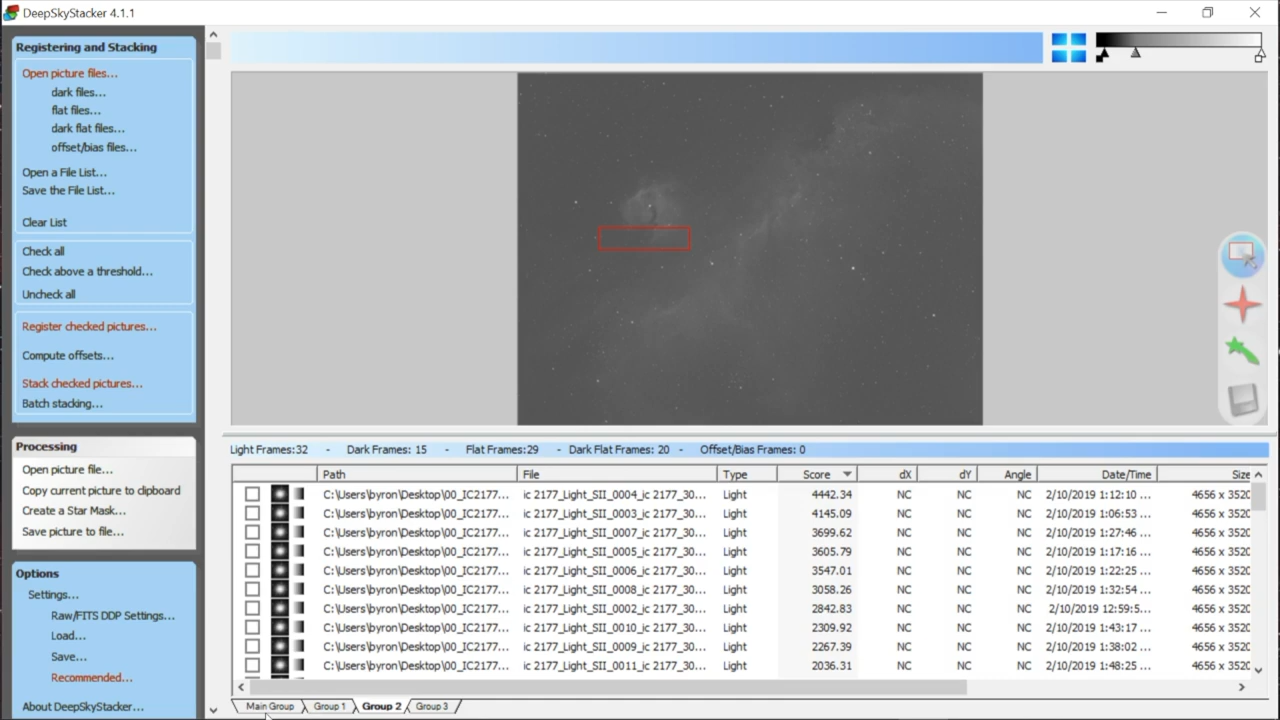 DeepSkyStacker 4.1.1
Registering and Stacking
Open picture files...
dark files...
flat files...
dark flat files...
offset/bias files...
Open a File List...
Save the File List...
Clear List
Check all
Check above a threshold...
Uncheck all
Register checked pictures...
Compute offsets...
Stack checked pictures...
Batch stacking...
Processing
Open picture file...
Copy current picture to clipboard
Create a Star Mask...
Save picture to file...
Options
Settings...
Raw/FITS DDP Settings...
Load...
Save...
Recommended...
About DeepSkyStacker...
Light Frames:32 - Dark Frames: 15 - Flat Frames:29 - Dark Flat Frames: 20 - Offset/Bias Frames: 0
Path File Type Score dX dY Angle Date/Time Size
C:\Users\byron\Desktop\00_IC2177... ic 2177_Light_SII_0004_ic 2177_30... Light 4442.34 NC NC NC 2/10/2019 1:12:10 ... 4656 x 3520
C:\Users\byron\Desktop\00_IC2177... ic 2177_Light_SII_0003_ic 2177_30... Light 4145.09 NC NC NC 2/10/2019 1:06:53 ... 4656 x 3520
C:\Users\byron\Desktop\00_IC2177... ic 2177_Light_SII_0007_ic 2177_30... Light 3699.62 NC NC NC 2/10/2019 1:27:46 ... 4656 x 3520
C:\Users\byron\Desktop\00_IC2177... ic 2177_Light_SII_0005_ic 2177_30... Light 3605.79 NC NC NC 2/10/2019 1:17:16 ... 4656 x 3520
C:\Users\byron\Desktop\00_IC2177... ic 2177_Light_SII_0006_ic 2177_30... Light 3547.01 NC NC NC 2/10/2019 1:22:25 ... 4656 x 3520
C:\Users\byron\Desktop\00_IC2177... ic 2177_Light_SII_0008_ic 2177_30... Light 3058.26 NC NC NC 2/10/2019 1:32:54 ... 4656 x 3520
C:\Users\byron\Desktop\00_IC2177... ic 2177_Light_SII_0002_ic 2177_30... Light 2842.83 NC NC NC 2/10/2019 12:59:5... 4656 x 3520
C:\Users\byron\Desktop\00_IC2177... ic 2177_Light_SII_0010_ic 2177_30... Light 2309.92 NC NC NC 2/10/2019 1:43:17 ... 4656 x 3520
C:\Users\byron\Desktop\00_IC2177... ic 2177_Light_SII_0009_ic 2177_30... Light 2267.39 NC NC NC 2/10/2019 1:38:02 ... 4656 x 3520
C:\Users\byron\Desktop\00_IC2177... ic 2177_Light_SII_0011_ic 2177_30... Light 2036.31 NC NC NC 2/10/2019 1:48:25 ... 4656 x 3520
Main Group Group 1 Group 2 Group 3